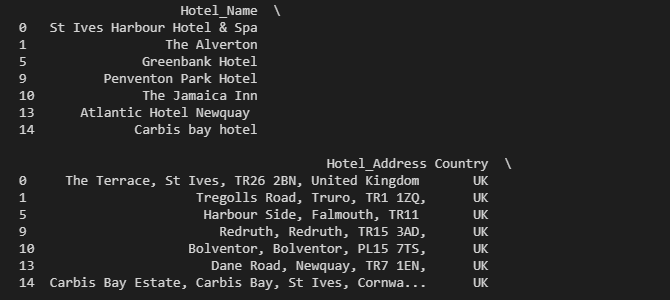 Hotel_Name \
0 St Ives Harbour Hotel & Spa
1 The Alverton
5 Greenbank Hotel
9 Penventon Park Hotel
10 The Jamaica Inn
13 Atlantic Hotel Newquay
14 Carbis bay hotel
Hotel_Address Country \
0 The Terrace, St Ives, TR26 2BN, United Kingdom UK
1 Tregolls Road, Truro, TR1 1ZQ, UK
5 Harbour Side, Falmouth, TR11 UK
9 Redruth, Redruth, TR15 3AD, UK
10 Bolventor, Bolventor, PL15 7TS, UK
13 Dane Road, Newquay, TR7 1EN, UK
14 Carbis Bay Estate, Carbis Bay, St Ives, Cornwa... UK